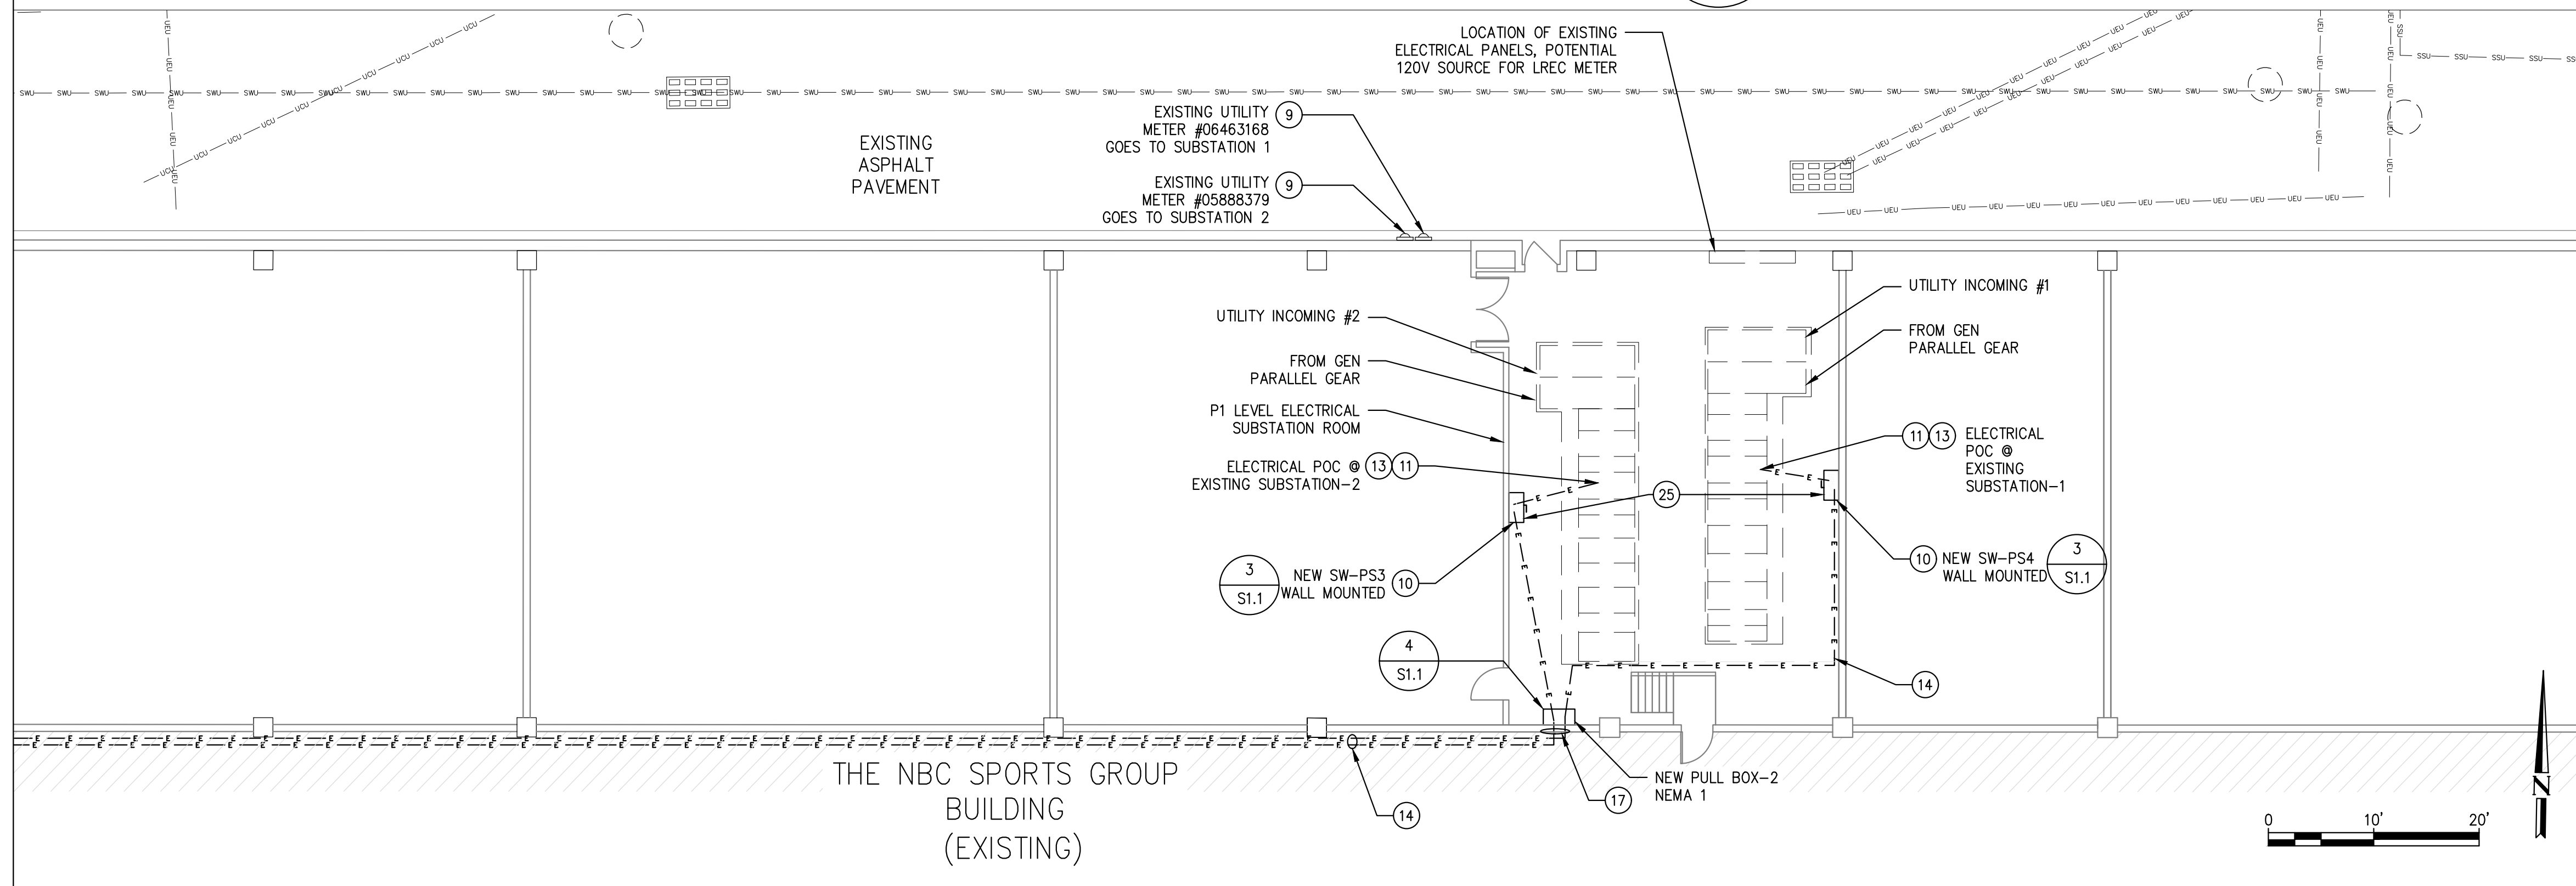 LOCATION OF EXISTING
ELECTRICAL PANELS, POTENTIAL
120V SOURCE FOR LREC METER
EXISTING UTILITY
METER #06463168
GOES TO SUBSTATION 1
9
EXISTING UTILITY
METER #05888379
GOES TO SUBSTATION 2
9
EXISTING
ASPHALT
PAVEMENT
UEU
UCU
SWU
SSU
UTILITY INCOMING #2
FROM GEN
PARALLEL GEAR
P1 LEVEL ELECTRICAL
SUBSTATION ROOM
ELECTRICAL POC @
EXISTING SUBSTATION-2
13
11
UTILITY INCOMING #1
FROM GEN
PARALLEL GEAR
11
13
ELECTRICAL
POC @
EXISTING
SUBSTATION-1
25
3
S1.1
NEW SW-PS3
WALL MOUNTED
10
10
NEW SW-PS4
WALL MOUNTED
3
S1.1
4
S1.1
14
E
NEW PULL BOX-2
NEMA 1
17
14
THE NBC SPORTS GROUP
BUILDING
(EXISTING)
0
10'
20'
N